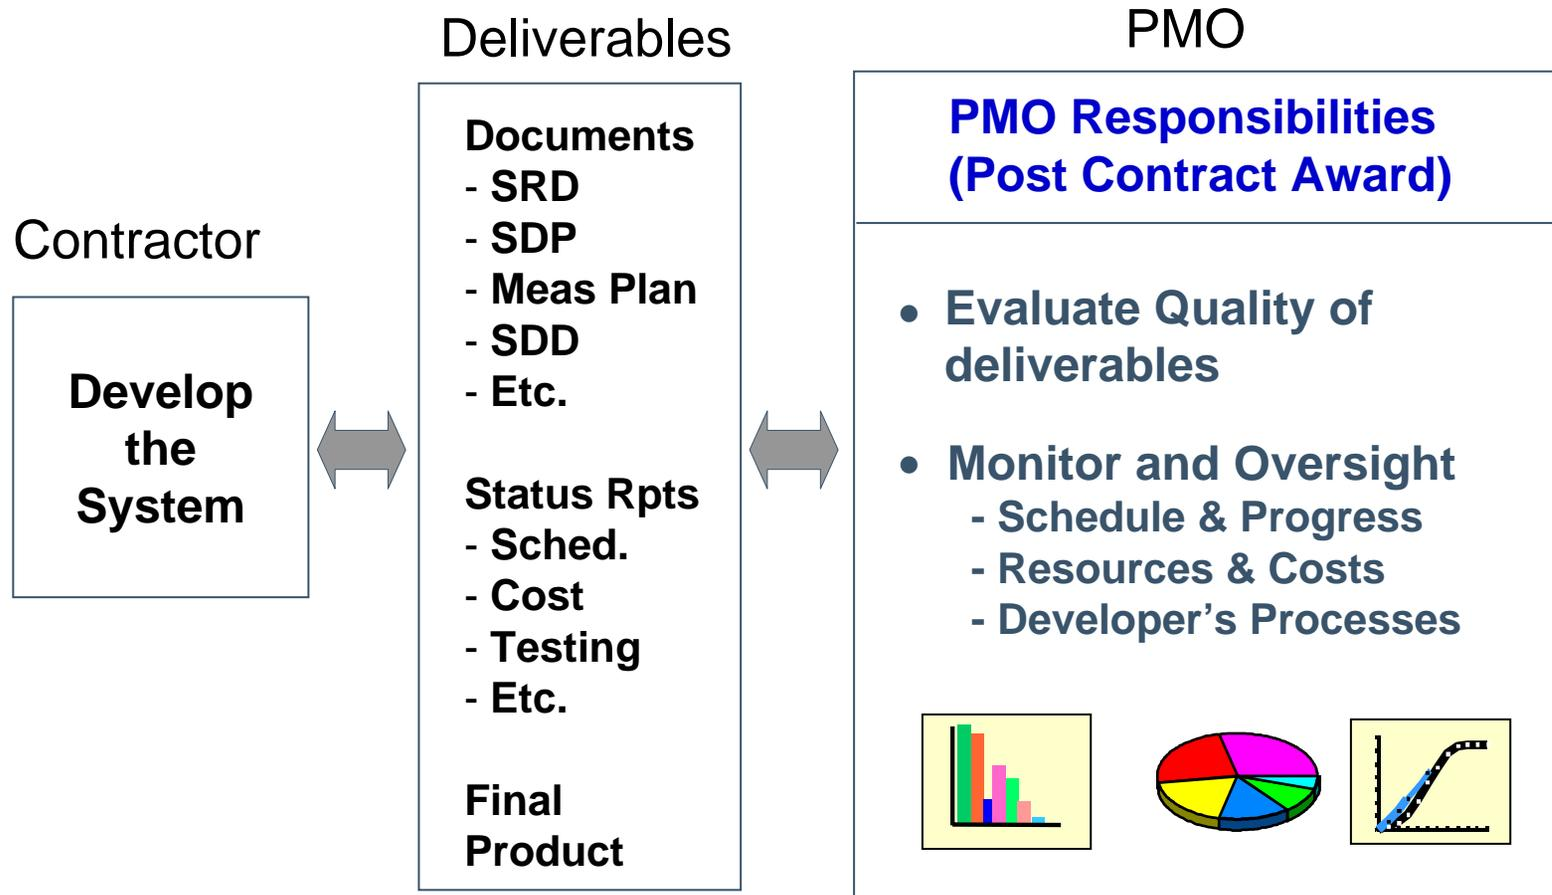 Contractor
Develop
the
System
Deliverables
Documents
- SRD
- SDP
- Meas Plan
- SDD
- Etc.
Status Rpts
- Sched.
- Cost
- Testing
- Etc.
Final
Product
PMO
PMO Responsibilities
(Post Contract Award)
• Evaluate Quality of
deliverables
• Monitor and Oversight
- Schedule & Progress
- Resources & Costs
- Developer’s Processes